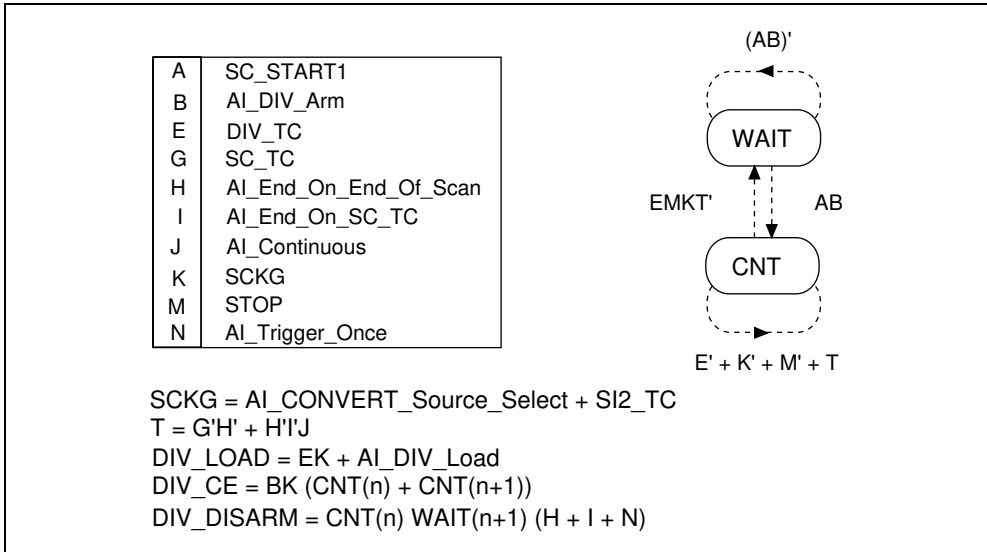 A SC_START1
B AI_DIV_Arm
E DIV_TC
G SC_TC
H AI_End_On_End_Of_Scan
I AI_End_On_SC_TC
J AI_Continuous
K SCKG
M STOP
N AI_Trigger_Once
(AB)'
WAIT
EMKT' AB
CNT
E' + K' + M' + T
SCKG = AI_CONVERT_Source_Select + SI2_TC
T = G'H' + H'I'J
DIV_LOAD = EK + AI_DIV_Load
DIV_CE = BK (CNT(n) + CNT(n+1))
DIV_DISARM = CNT(n) WAIT(n+1) (H + I + N)